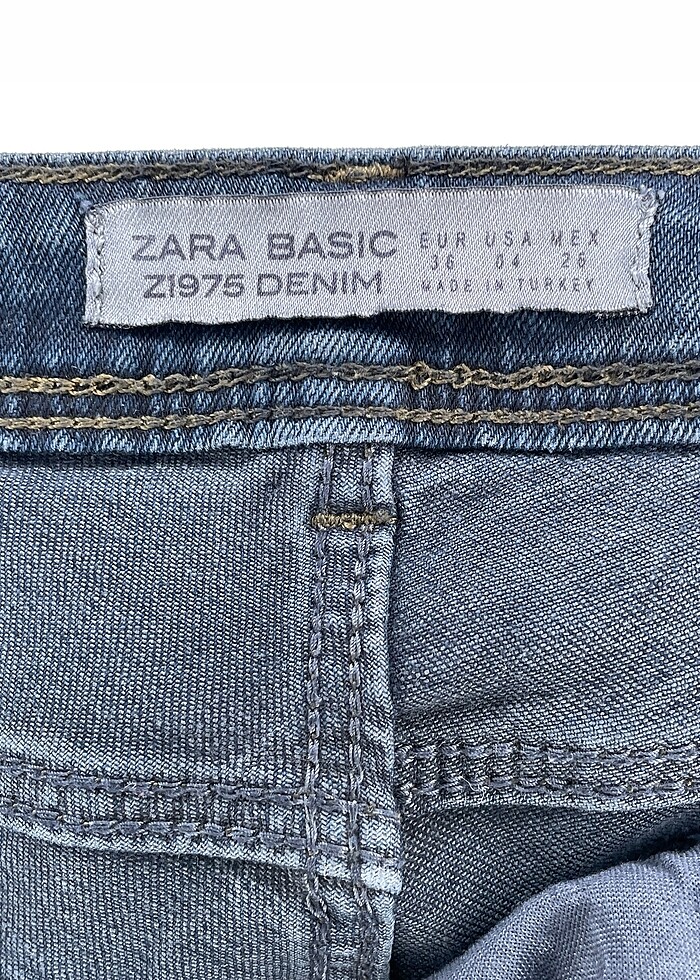 ZARA BASIC
Z1975 DENIM
EUR USA MEX
36 04 26
MADE IN TURKEY